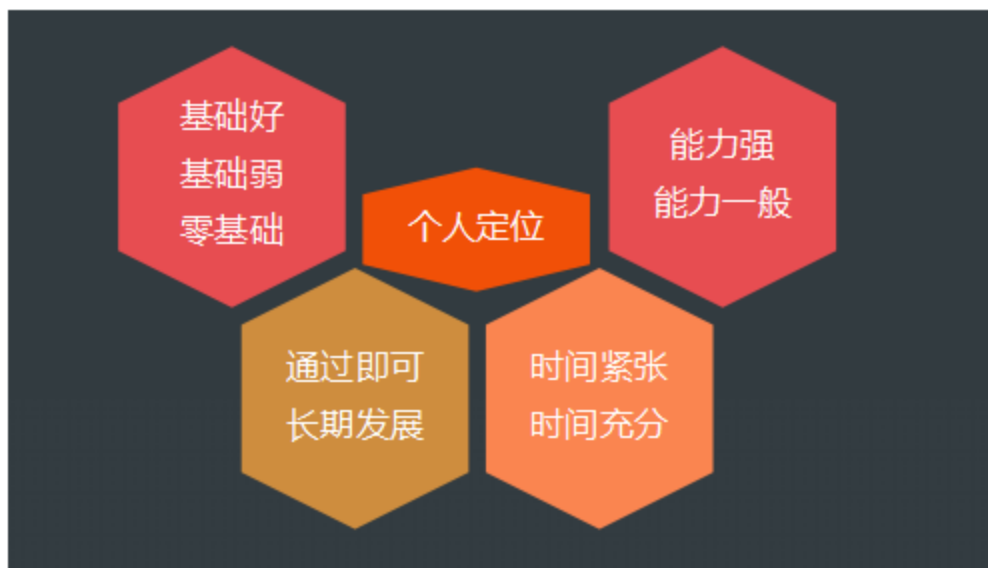 基础好
基础弱
零基础
个人定位
能力强
能力一般
通过即可
长期发展
时间紧张
时间充分